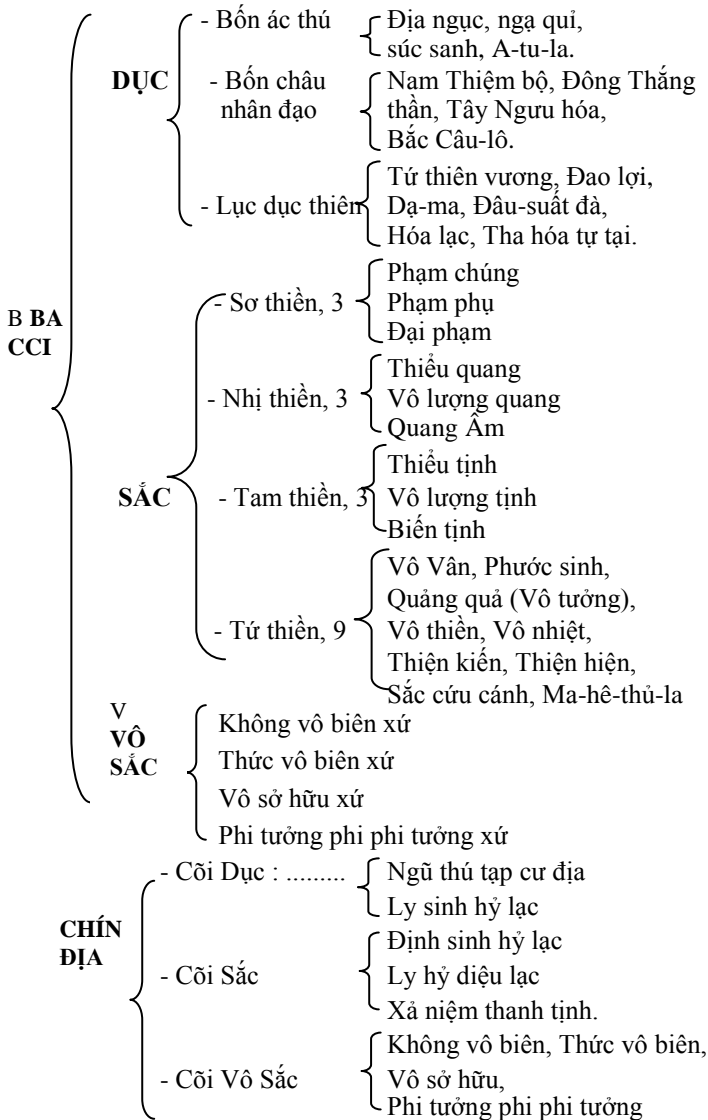 - Bốn ác thú
Địa ngục, ngạ quỉ,
súc sanh, A-tu-la.
DỤC
- Bốn châu
nhân đạo
Nam Thiệm bộ, Đông Thắng
thần, Tây Ngưu hóa,
Bắc Câu-lô.
- Lục dục thiên
Tứ thiên vương, Đao lợi,
Dạ-ma, Đâu-suất đà,
Hóa lạc, Tha hóa tự tại.
B BA
CCI
SẮC
- Sơ thiền, 3
Phạm chúng
Phạm phụ
Đại phạm
- Nhị thiền, 3
Thiểu quang
Vô lượng quang
Quang Âm
- Tam thiền, 3
Thiểu tịnh
Vô lượng tịnh
Biến tịnh
- Tứ thiền, 9
Vô Vân, Phước sinh,
Quảng quả (Vô tưởng),
Vô thiền, Vô nhiệt,
Thiện kiến, Thiện hiện,
Sắc cứu cánh, Ma-hê-thủ-la
V
VÔ
SẮC
Không vô biên xứ
Thức vô biên xứ
Vô sở hữu xứ
Phi tưởng phi phi tưởng xứ
CHÍN
ĐỊA
- Cõi Dục : .........
Ngũ thú tạp cư địa
Ly sinh hỷ lạc
- Cõi Sắc
Định sinh hỷ lạc
Ly hỷ diệu lạc
Xả niệm thanh tịnh.
- Cõi Vô Sắc
Không vô biên, Thức vô biên,
Vô sở hữu,
Phi tưởng phi phi tưởng